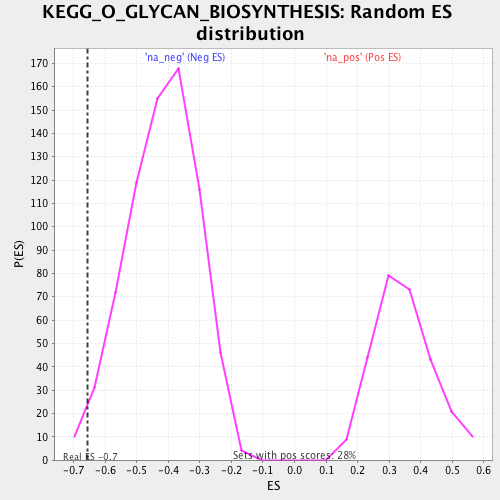 KEGG_O_GLYCAN_BIOSYNTHESIS: Random ES
distribution
'na_neg' (Neg ES) 'na_pos' (Pos ES)
170
160
150
140
130
120
110
100
90
80
70
60
50
40
30
20
10
0
P(ES)
Real ES -0.7 Sets with pos scores: 28%
-0.7 -0.6 -0.5 -0.4 -0.3 -0.2 -0.1 0.0 0.1 0.2 0.3 0.4 0.5 0.6
ES